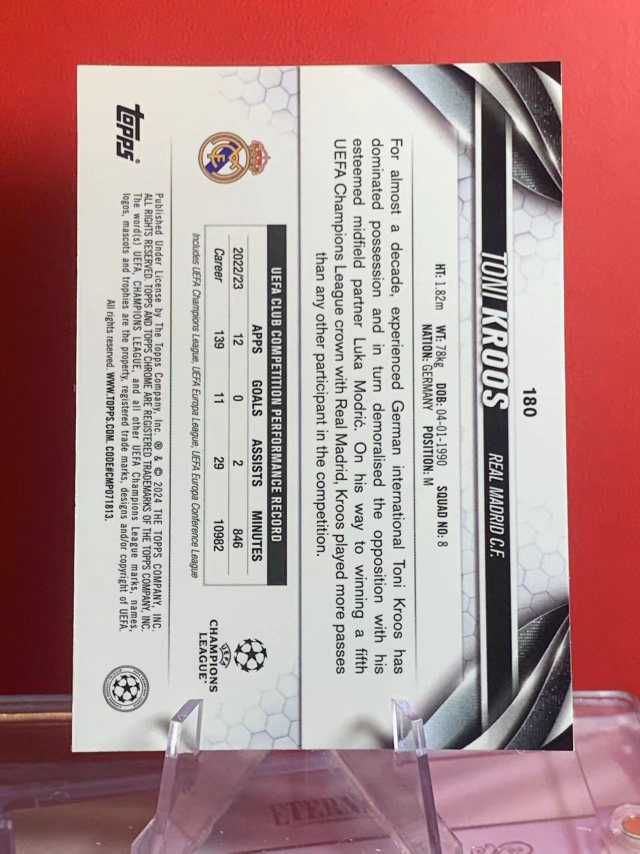 180
TONI KROOS REAL MADRID C.F.
HT: 1.82m WT: 78kg DOB: 04-01-1990 SQUAD NO: 8
NATION: GERMANY POSITION: M
For almost a decade, experienced German international Toni Kroos has
dominated possession and in turn demoralised the opposition with his
esteemed midfield partner Luka Modrić. On his way to winning a fifth
UEFA Champions League crown with Real Madrid, Kroos played more passes
than any other participant in the competition.
UEFA CLUB COMPETITION PERFORMANCE RECORD
APPS GOALS ASSISTS MINUTES
2022/23 12 0 2 846
Career 139 11 29 10982
Includes UEFA Champions League, UEFA Europa League, UEFA Europa Conference League
UEFA
CHAMPIONS
LEAGUE™
topps®
Published Under License by The Topps Company, Inc. ® & © 2024 THE TOPPS COMPANY, INC.
ALL RIGHTS RESERVED. TOPPS AND TOPPS CHROME ARE REGISTERED TRADEMARKS OF THE TOPPS COMPANY, INC.
The word(s) UEFA, CHAMPIONS LEAGUE, and all other UEFA Champions League marks, names,
logos, mascots and trophies are the property, registered trade marks, designs and/or copyright of UEFA.
All rights reserved. WWW.TOPPS.COM. CODE#CMP071813.